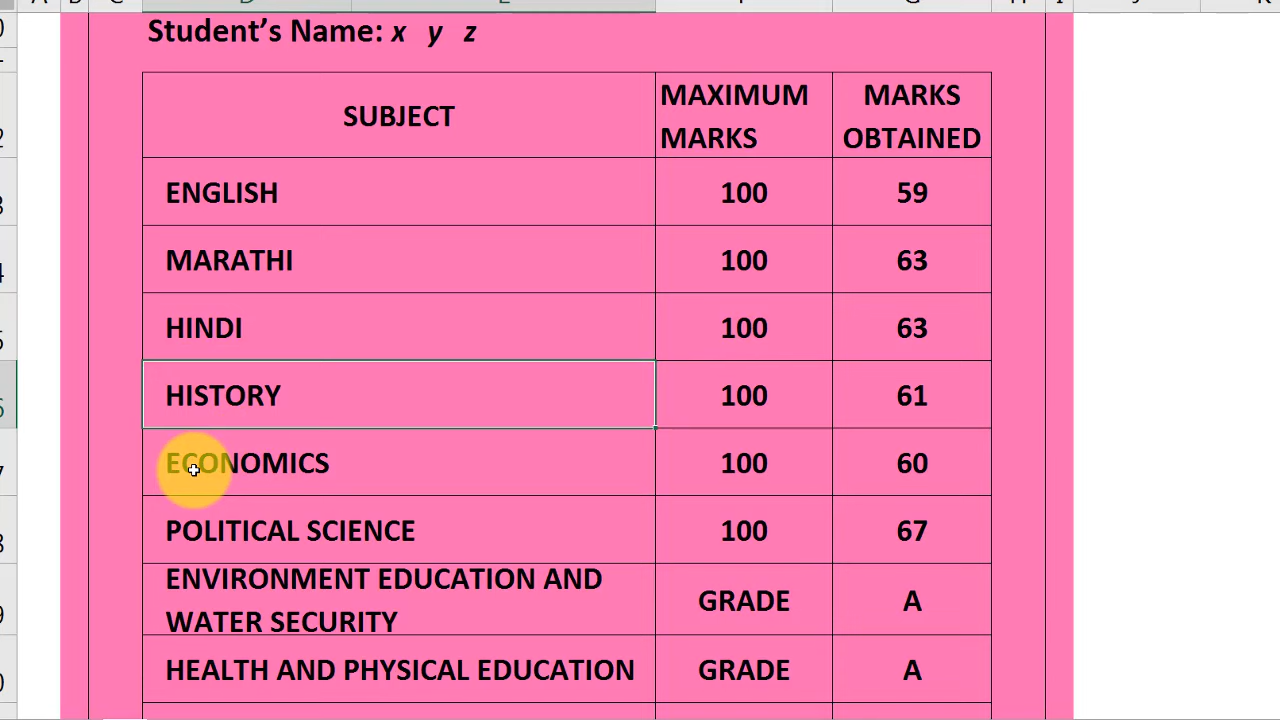 Student's Name: x y z
SUBJECT MAXIMUM MARKS MARKS OBTAINED
ENGLISH 100 59
MARATHI 100 63
HINDI 100 63
HISTORY 100 61
ECONOMICS 100 60
POLITICAL SCIENCE 100 67
ENVIRONMENT EDUCATION AND WATER SECURITY GRADE A
HEALTH AND PHYSICAL EDUCATION GRADE A